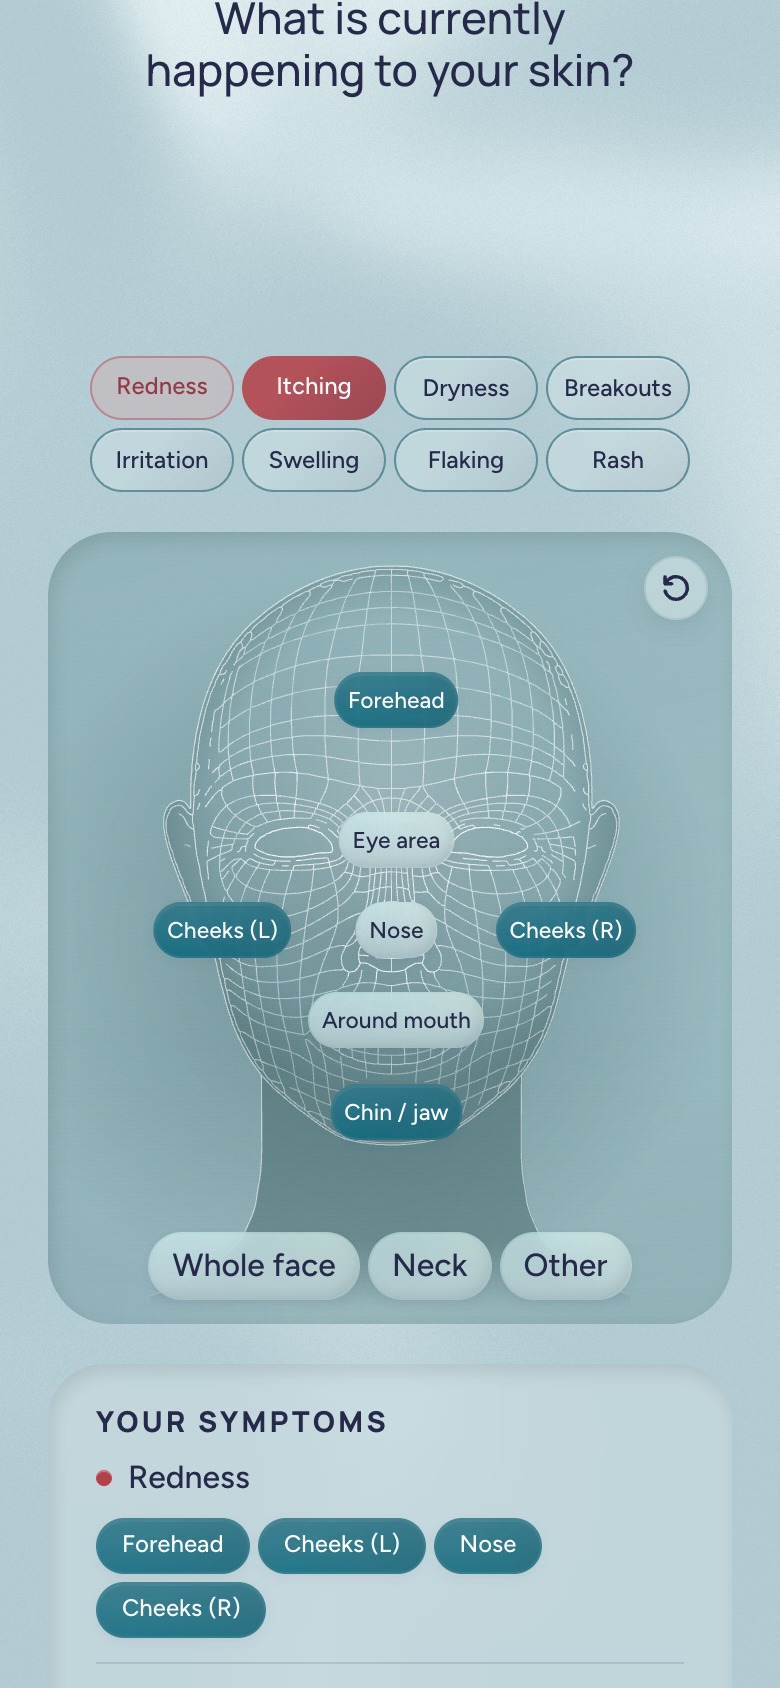 What is currently
happening to your skin?
Redness Itching Dryness Breakouts
Irritation Swelling Flaking Rash
Forehead
Eye area
Cheeks (L) Nose Cheeks (R)
Around mouth
Chin / jaw
Whole face Neck Other
YOUR SYMPTOMS
Redness
Forehead Cheeks (L) Nose
Cheeks (R)